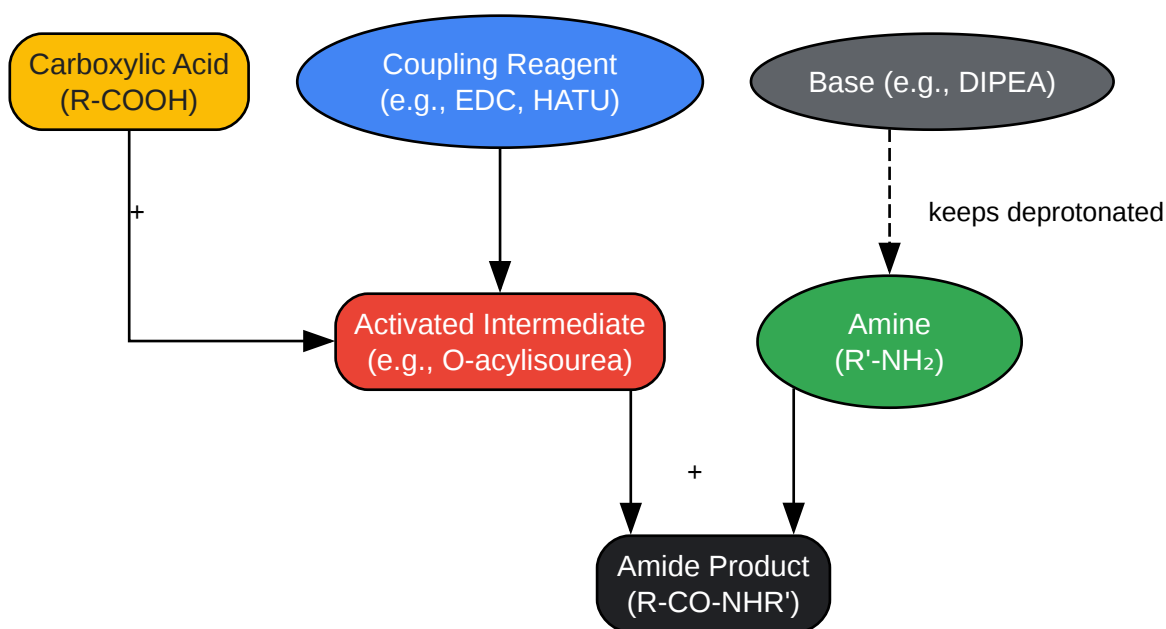 Carboxylic Acid
(R-COOH)
Coupling Reagent
(e.g., EDC, HATU)
Base (e.g., DIPEA)
+
keeps deprotonated
Activated Intermediate
(e.g., O-acylisourea)
Amine
(R'-NH₂)
+
Amide Product
(R-CO-NHR')